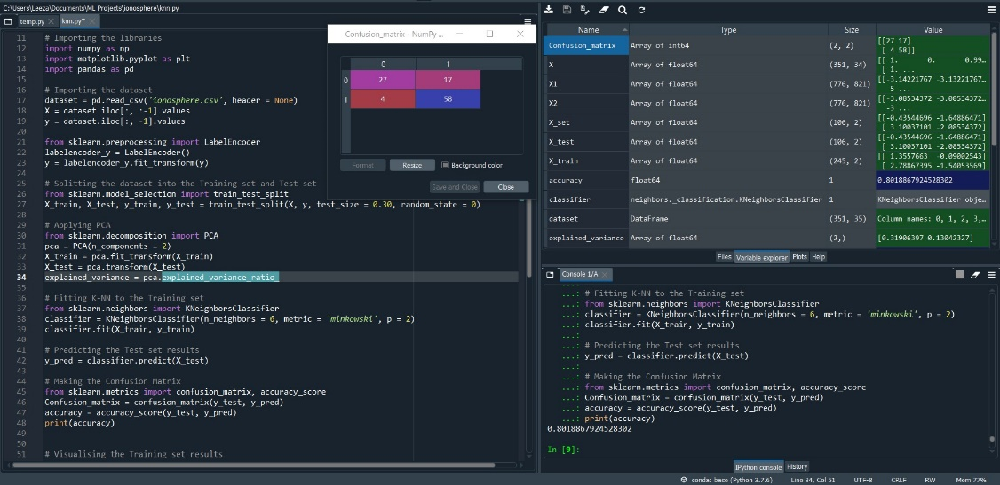 C:\Users\Leeza\Documents\ML Projects\ionosphere\knn.py
temp.py
knn.py*
11
12
13
14
15
16
17
18
19
20
21
22
23
24
25
26
27
28
29
30
31
32
33
34
35
36
37
38
39
40
41
42
43
44
45
46
47
48
49
50
51
# Importing the libraries
import numpy as np
import matplotlib.pyplot as plt
import pandas as pd
# Importing the dataset
dataset = pd.read_csv('ionosphere.csv', header = None)
X = dataset.iloc[:, :-1].values
y = dataset.iloc[:, -1].values
from sklearn.preprocessing import LabelEncoder
labelencoder_y = LabelEncoder()
y = labelencoder_y.fit_transform(y)
# Splitting the dataset into the Training set and Test set
from sklearn.model_selection import train_test_split
X_train, X_test, y_train, y_test = train_test_split(X, y, test_size = 0.30, random_state = 0)
# Applying PCA
from sklearn.decomposition import PCA
pca = PCA(n_components = 2)
X_train = pca.fit_transform(X_train)
X_test = pca.transform(X_test)
explained_variance = pca.explained_variance_ratio_
# Fitting K-NN to the Training set
from sklearn.neighbors import KNeighborsClassifier
classifier = KNeighborsClassifier(n_neighbors = 6, metric = 'minkowski', p = 2)
classifier.fit(X_train, y_train)
# Predicting the Test set results
y_pred = classifier.predict(X_test)
# Making the Confusion Matrix
from sklearn.metrics import confusion_matrix, accuracy_score
Confusion_matrix = confusion_matrix(y_test, y_pred)
accuracy = accuracy_score(y_test, y_pred)
print(accuracy)
# Visualising the Training set results
Confusion_matrix - NumPy ...
0 1
0 27 17
1 4 58
Format Resize Background color
Save and Close Close
Name Type Size Value
Confusion_matrix Array of int64 (2, 2) [[27 17]
[ 4 58]]
X Array of float64 (351, 34) [[ 1. 0. 0.99…
[ 1. ...
X1 Array of float64 (776, 821) [[-3.14221767 -3.13221767…
5 ...
X2 Array of float64 (776, 821) [[-3.08534372 -3.08534372…
-3 ...
X_set Array of float64 (106, 2) [[-0.43544696 -1.64886471]
[ 3.10037101 -2.08534372]
X_test Array of float64 (106, 2) [[-0.43544696 -1.64886471]
[ 3.10037101 -2.08534372]
X_train Array of float64 (245, 2) [[ 1.3557663 -0.09002543]
[ 2.78867395 -1.54053569]
accuracy float64 1 0.8018867924528302
classifier neighbors._classification.KNeighborsClassifier 1 KNeighborsClassifier obje…
dataset DataFrame (351, 35) Column names: 0, 1, 2, 3,…
explained_variance Array of float64 (2,) [0.31906397 0.13042327]
Files Variable explorer Plots Help
Console 1/A
...: # Fitting K-NN to the Training set
...: from sklearn.neighbors import KNeighborsClassifier
...: classifier = KNeighborsClassifier(n_neighbors = 6, metric = 'minkowski', p = 2)
...: classifier.fit(X_train, y_train)
...:
...: # Predicting the Test set results
...: y_pred = classifier.predict(X_test)
...:
...: # Making the Confusion Matrix
...: from sklearn.metrics import confusion_matrix, accuracy_score
...: Confusion_matrix = confusion_matrix(y_test, y_pred)
...: accuracy = accuracy_score(y_test, y_pred)
...: print(accuracy)
0.8018867924528302
In [9]:
IPython console History
conda: base (Python 3.7.6) Line 34, Col 51 UTF-8 CRLF RW Mem 77%